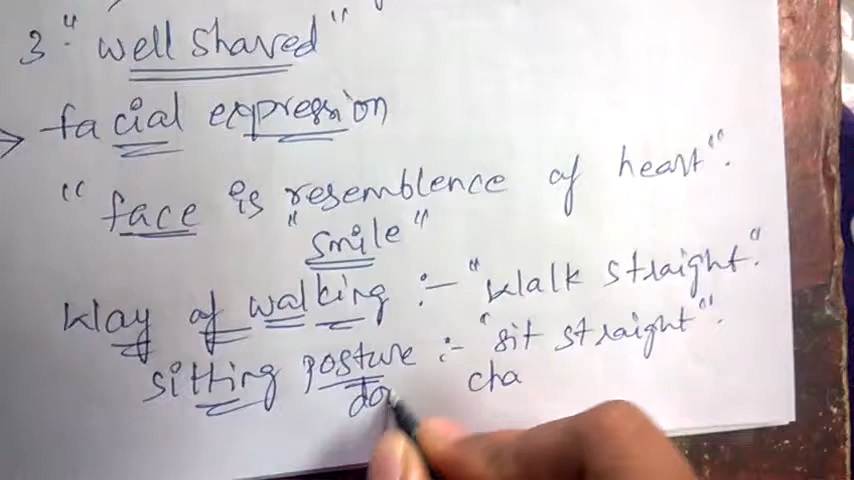 3. "well shaved"
→ facial expression
"face is resemblence of heart".
"smile"
Way of walking :- "Walk straight".
sitting posture :- "sit straight".
do cha